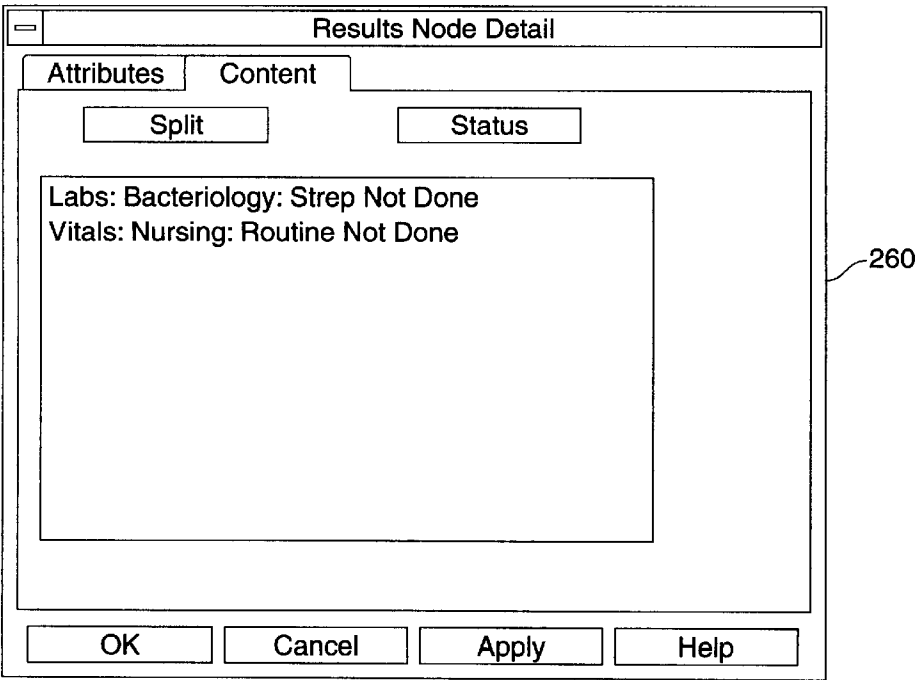 Results Node Detail
Attributes Content
Split Status
Labs: Bacteriology: Strep Not Done
Vitals: Nursing: Routine Not Done
260
OK Cancel Apply Help